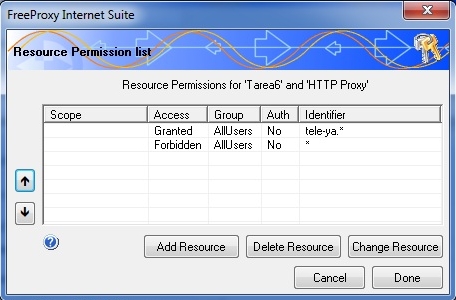 FreeProxy Internet Suite
Resource Permission list
Resource Permissions for 'Tarea6' and 'HTTP Proxy'
Scope Access Group Auth Identifier
Granted AllUsers No tele-ya.*
Forbidden AllUsers No *
Add Resource Delete Resource Change Resource
Cancel Done